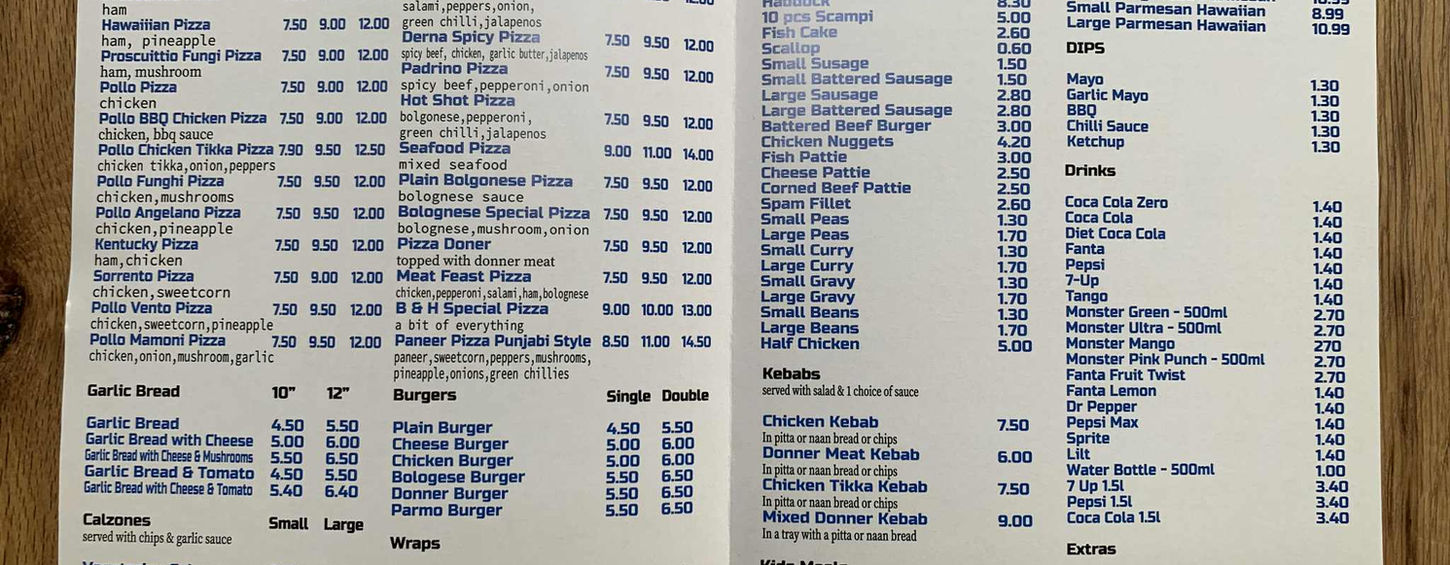 ham
Hawaiian Pizza 7.50 9.00 12.00
ham, pineapple
Proscuittio Fungi Pizza 7.50 9.00 12.00
ham, mushroom
Pollo Pizza 7.50 9.00 12.00
chicken
Pollo BBQ Chicken Pizza 7.50 9.00 12.00
chicken, bbq sauce
Pollo Chicken Tikka Pizza 7.90 9.50 12.50
chicken tikka,onion,peppers
Pollo Funghi Pizza 7.50 9.50 12.00
chicken,mushrooms
Pollo Angelano Pizza 7.50 9.50 12.00
chicken,pineapple
Kentucky Pizza 7.50 9.50 12.00
ham,chicken
Sorrento Pizza 7.50 9.00 12.00
chicken,sweetcorn
Pollo Vento Pizza 7.50 9.50 12.00
chicken,sweetcorn,pineapple
Pollo Mamoni Pizza 7.50 9.50 12.00
chicken,onion,mushroom,garlic
Garlic Bread 10" 12"
Garlic Bread 4.50 5.50
Garlic Bread with Cheese 5.00 6.00
Garlic Bread with Cheese & Mushrooms 5.50 6.50
Garlic Bread & Tomato 4.50 5.50
Garlic Bread with Cheese & Tomato 5.40 6.40
Calzones Small Large
served with chips & garlic sauce
salami,peppers,onion,
green chilli,jalapenos
Derna Spicy Pizza 7.50 9.50 12.00
spicy beef, chicken, garlic butter,jalapenos
Padrino Pizza 7.50 9.50 12.00
spicy beef,pepperoni,onion
Hot Shot Pizza
bolgonese,pepperoni, 7.50 9.50 12.00
green chilli,jalapenos
Seafood Pizza 9.00 11.00 14.00
mixed seafood
Plain Bolgonese Pizza 7.50 9.50 12.00
bolognese sauce
Bolognese Special Pizza 7.50 9.50 12.00
bolognese,mushroom,onion
Pizza Doner 7.50 9.50 12.00
topped with donner meat
Meat Feast Pizza 7.50 9.50 12.00
chicken,pepperoni,salami,ham,bolognese
B & H Special Pizza 9.00 10.00 13.00
a bit of everything
Paneer Pizza Punjabi Style 8.50 11.00 14.50
paneer,sweetcorn,peppers,mushrooms,
pineapple,onions,green chillies
Burgers Single Double
Plain Burger 4.50 5.50
Cheese Burger 5.00 6.00
Chicken Burger 5.00 6.00
Bologese Burger 5.50 6.50
Donner Burger 5.50 6.50
Parmo Burger 5.50 6.50
Wraps
Haddock 8.30
10 pcs Scampi 5.00
Fish Cake 2.60
Scallop 0.60
Small Susage 1.50
Small Battered Sausage 1.50
Large Sausage 2.80
Large Battered Sausage 2.80
Battered Beef Burger 3.00
Chicken Nuggets 4.20
Fish Pattie 3.00
Cheese Pattie 2.50
Corned Beef Pattie 2.50
Spam Fillet 2.60
Small Peas 1.30
Large Peas 1.70
Small Curry 1.30
Large Curry 1.70
Small Gravy 1.30
Large Gravy 1.70
Small Beans 1.30
Large Beans 1.70
Half Chicken 5.00
Kebabs
served with salad & 1 choice of sauce
Chicken Kebab 7.50
In pitta or naan bread or chips
Donner Meat Kebab 6.00
In pitta or naan bread or chips
Chicken Tikka Kebab 7.50
In pitta or naan bread or chips
Mixed Donner Kebab 9.00
In a tray with a pitta or naan bread
Kids Meals
Small Parmesan Hawaiian 8.99
Large Parmesan Hawaiian 10.99
DIPS
Mayo 1.30
Garlic Mayo 1.30
BBQ 1.30
Chilli Sauce 1.30
Ketchup 1.30
Drinks
Coca Cola Zero 1.40
Coca Cola 1.40
Diet Coca Cola 1.40
Fanta 1.40
Pepsi 1.40
7-Up 1.40
Tango 1.40
Monster Green - 500ml 2.70
Monster Ultra - 500ml 2.70
Monster Mango 270
Monster Pink Punch - 500ml 2.70
Fanta Fruit Twist 2.70
Fanta Lemon 1.40
Dr Pepper 1.40
Pepsi Max 1.40
Sprite 1.40
Lilt 1.40
Water Bottle - 500ml 1.00
7 Up 1.5l 3.40
Pepsi 1.5l 3.40
Coca Cola 1.5l 3.40
Extras